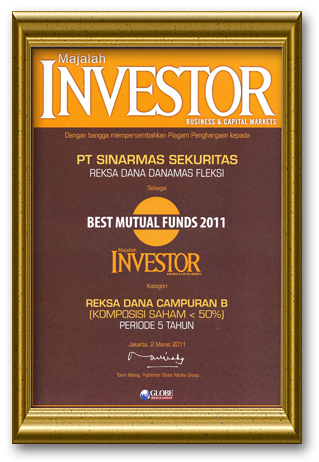 Majalah
INVESTOR
BUSINESS & CAPITAL MARKETS
Dengan bangga mempersembahkan Piagam Penghargaan kepada
PT SINARMAS SEKURITAS
REKSA DANA DANAMAS FLEKSI
Sebagai
BEST MUTUAL FUNDS 2011
Majalah
INVESTOR
BUSINESS & CAPITAL MARKETS
Kategori
REKSA DANA CAMPURAN B
(KOMPOSISI SAHAM < 50%)
PERIODE 5 TAHUN
Jakarta, 2 Maret 2011
Publisher Globe Media Group
GLOBE
MEDIA GROUP